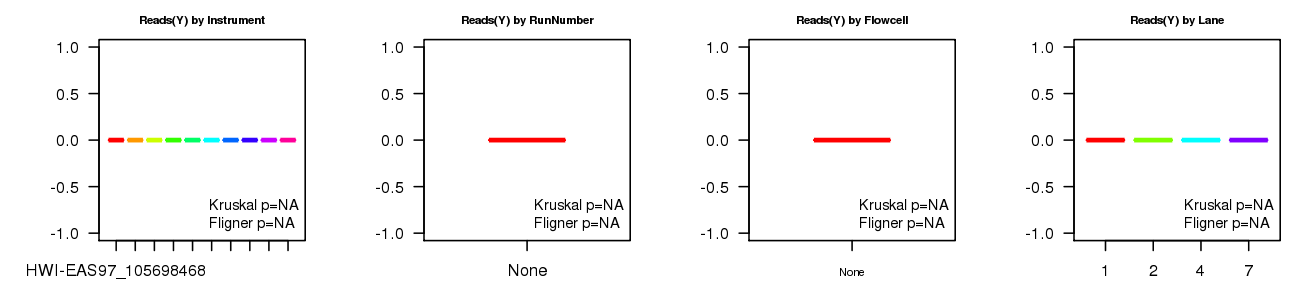 Reads(Y) by Instrument
1.0
0.5
0.0
-0.5
-1.0
Kruskal p=NA
Fligner p=NA
HWI-EAS97_105698468
Reads(Y) by RunNumber
1.0
0.5
0.0
-0.5
-1.0
Kruskal p=NA
Fligner p=NA
None
Reads(Y) by Flowcell
1.0
0.5
0.0
-0.5
-1.0
Kruskal p=NA
Fligner p=NA
None
Reads(Y) by Lane
1.0
0.5
0.0
-0.5
-1.0
Kruskal p=NA
Fligner p=NA
1 2 4 7